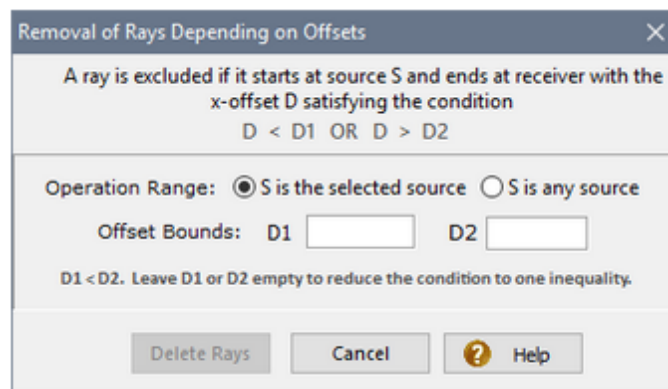 Removal of Rays Depending on Offsets
A ray is excluded if it starts at source S and ends at receiver with the
x-offset D satisfying the condition
D < D1 OR D > D2
Operation Range: S is the selected source S is any source
Offset Bounds: D1 D2
D1 < D2. Leave D1 or D2 empty to reduce the condition to one inequality.
Delete Rays Cancel ? Help